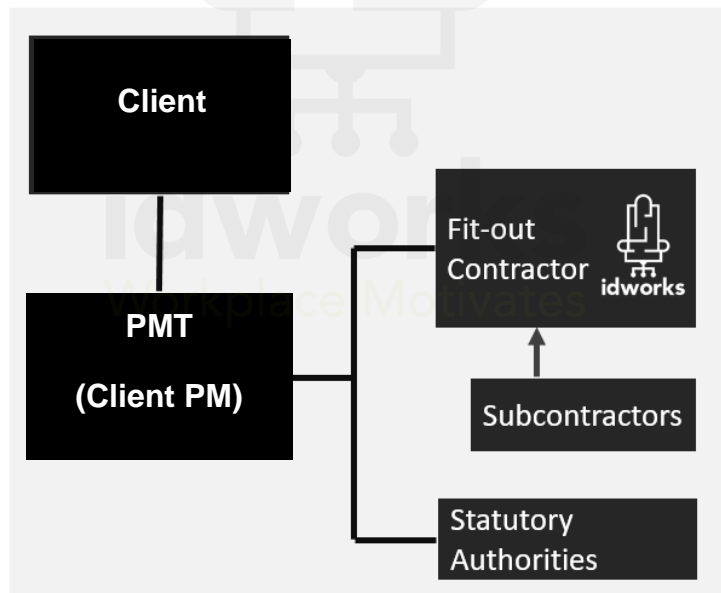 Client
PMT
(Client PM)
Fit-out
Contractor
idworks
Subcontractors
Statutory
Authorities
idworks
Workplace Motivates